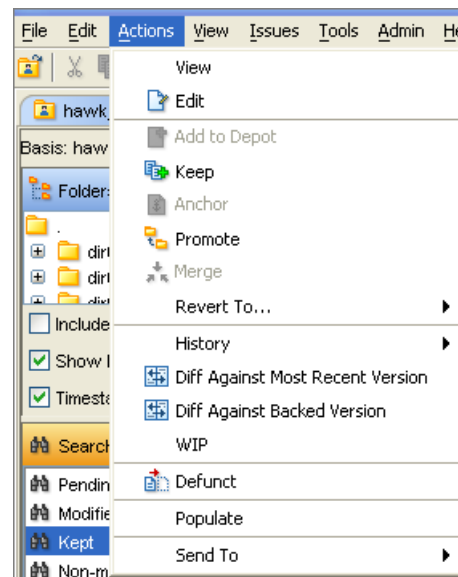 File Edit Actions View Issues Tools Admin
View
hawk
Edit
Basis: haw
Add to Depot
Keep
Folder
Anchor
.
Promote
Merge
Revert To...
Include
History
Show
Diff Against Most Recent Version
Diff Against Backed Version
Search
WIP
Pendin
Defunct
Modifie
Populate
Kept
Send To
Non-m